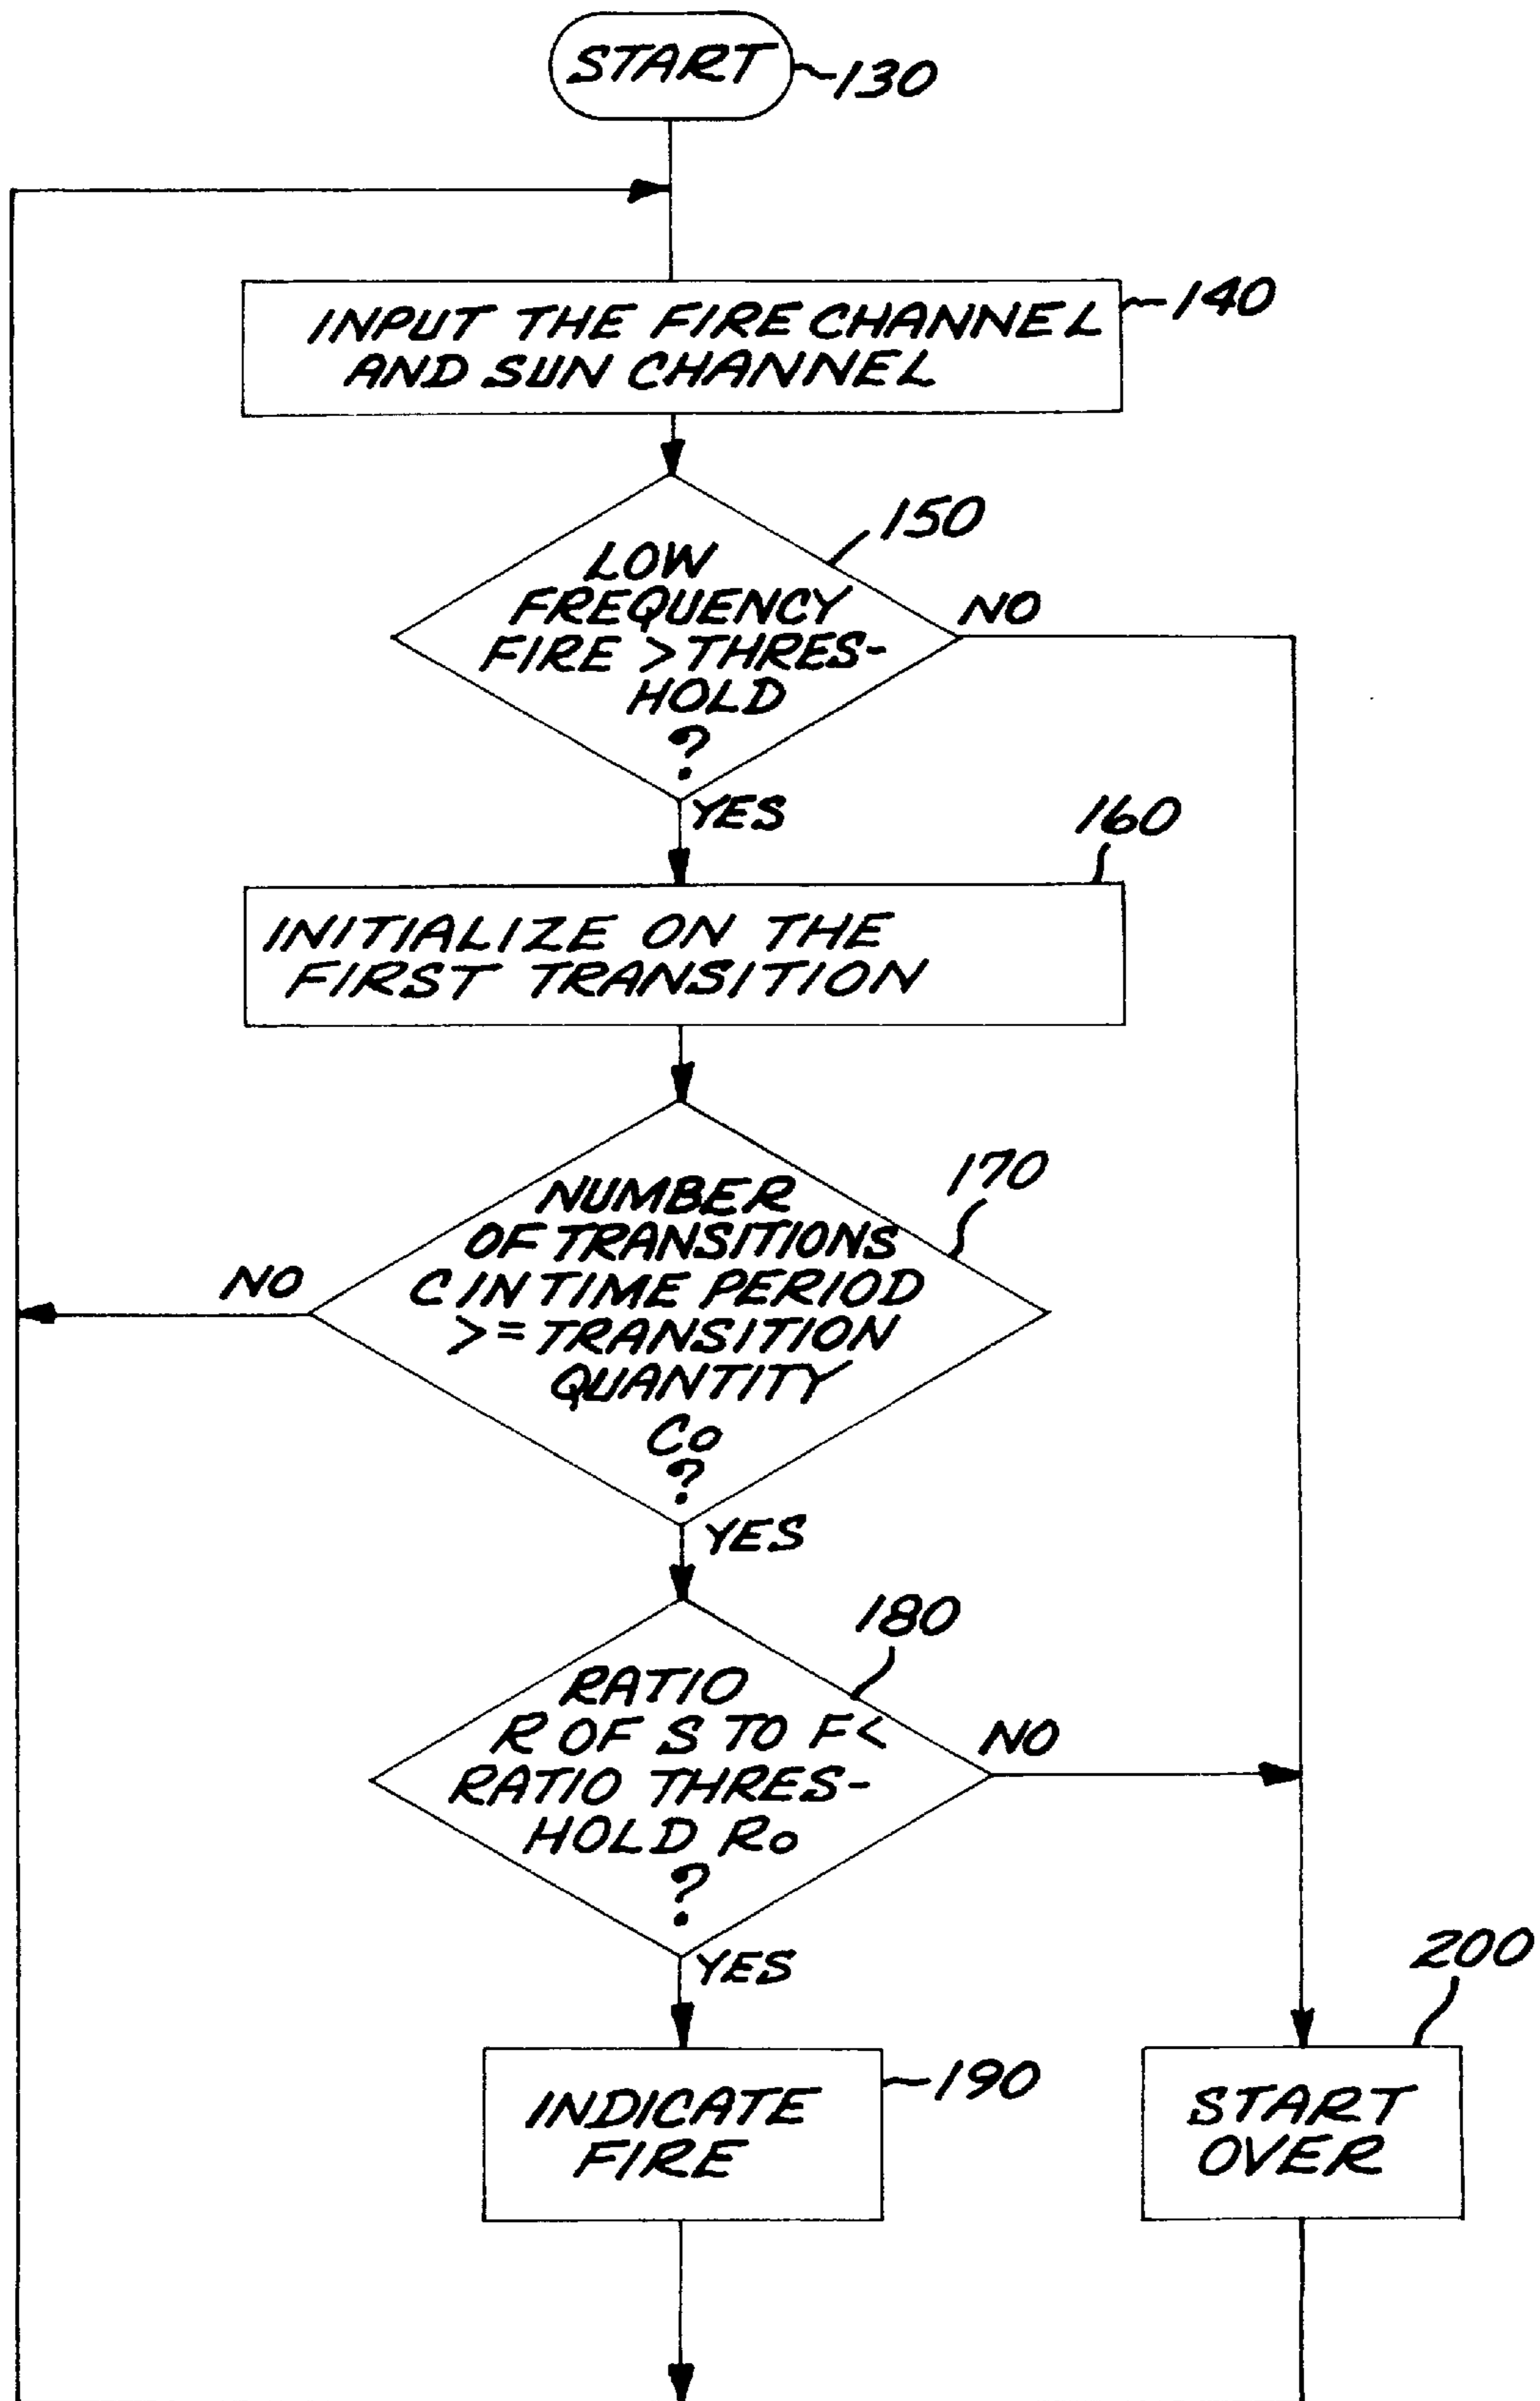 START
130
INPUT THE FIRE CHANNEL
AND SUN CHANNEL
140
150
LOW
FREQUENCY
FIRE > THRES-
HOLD
?
NO
YES
160
INITIALIZE ON THE
FIRST TRANSITION
170
NUMBER
OF TRANSITIONS
C IN TIME PERIOD
>= TRANSITION
QUANTITY
Co
?
NO
YES
180
RATIO
R OF S TO F <
RATIO THRES-
HOLD Ro
?
NO
YES
190
INDICATE
FIRE
200
START
OVER